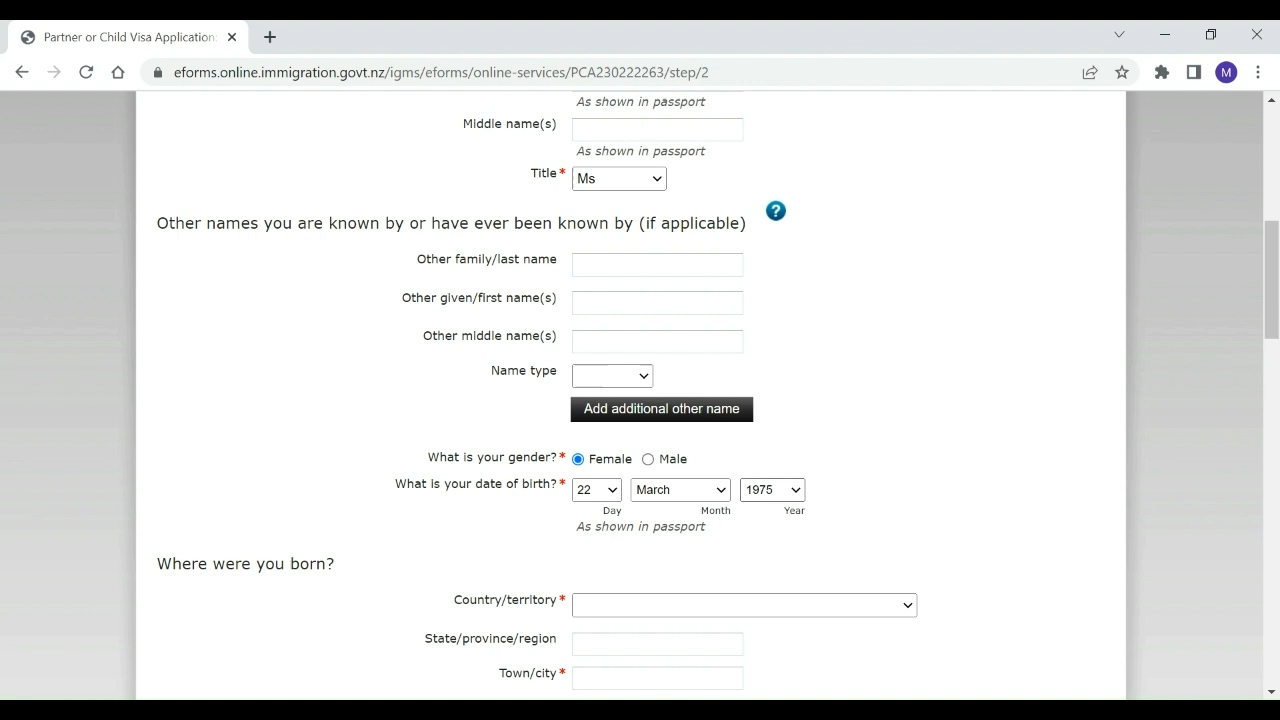 Partner or Child Visa Application:
eforms.online.immigration.govt.nz/igms/eforms/online-services/PCA230222263/step/2
M
As shown in passport
Middle name(s)
As shown in passport
Title* Ms
Other names you are known by or have ever been known by (if applicable) ?
Other family/last name
Other given/first name(s)
Other middle name(s)
Name type
Add additional other name
What is your gender?* Female Male
What is your date of birth?* 22 March 1975
Day Month Year
As shown in passport
Where were you born?
Country/territory*
State/province/region
Town/city*